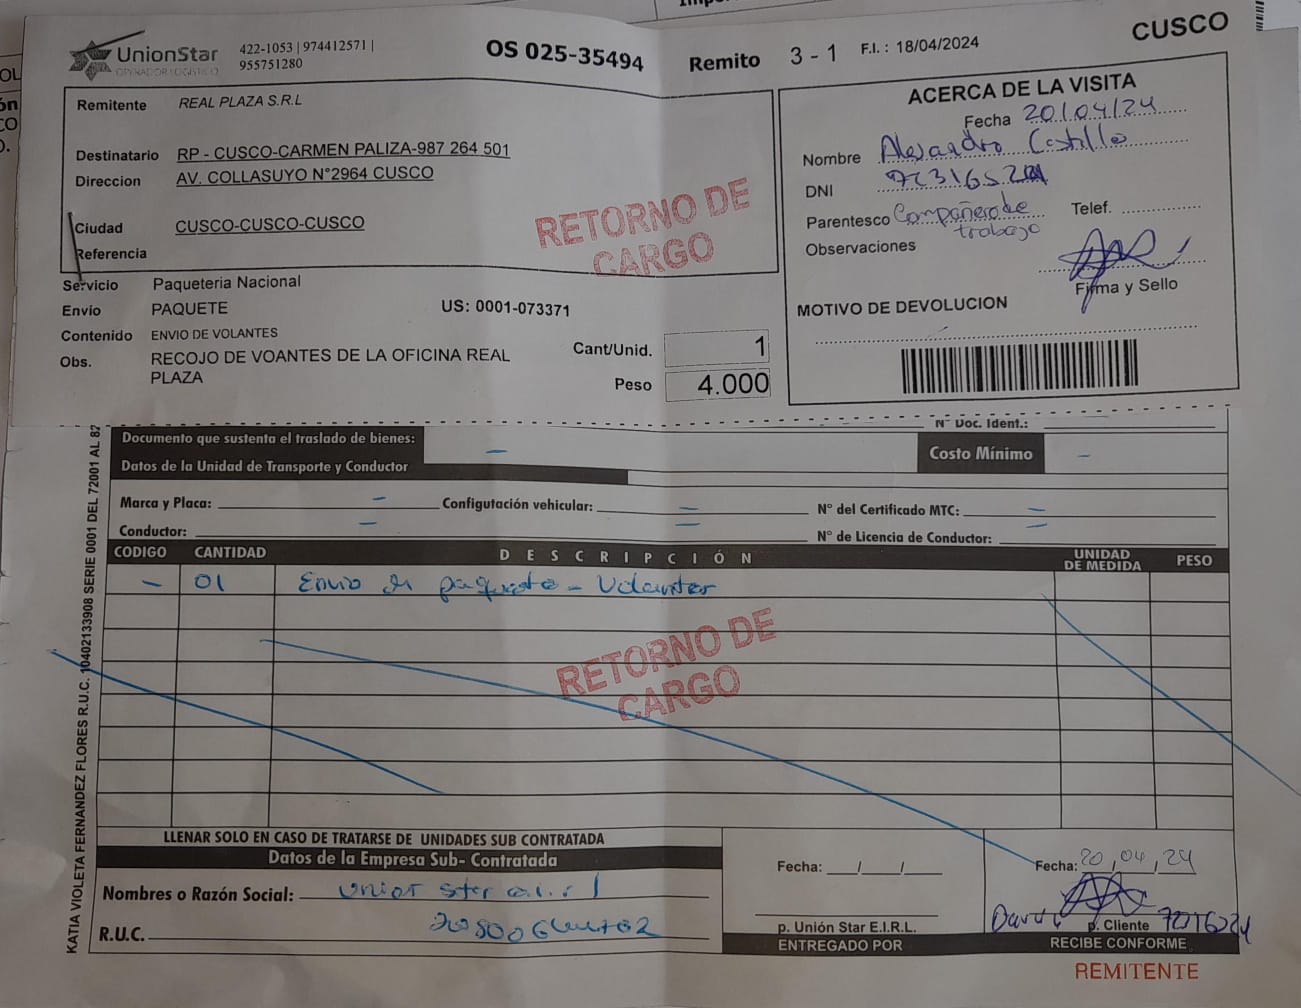 UnionStar
OPERADOR LOGISTICO
422-1053 | 974412571 |
955751280
OS 025-35494
Remito 3 - 1 F.I. : 18/04/2024
CUSCO
Remitente REAL PLAZA S.R.L
Destinatario RP - CUSCO-CARMEN PALIZA-987 264 501
Direccion AV. COLLASUYO N°2964 CUSCO
Ciudad CUSCO-CUSCO-CUSCO
Referencia
RETORNO DE
CARGO
Servicio Paqueteria Nacional
Envio PAQUETE US: 0001-073371
Contenido ENVIO DE VOLANTES
Obs. RECOJO DE VOANTES DE LA OFICINA REAL
PLAZA
Cant/Unid. 1
Peso 4.000
ACERCA DE LA VISITA
Fecha 20/04/24
Nombre Alejandro Castillo
DNI
Parentesco Compañero de
trabajo
Telef.
Observaciones
Firma y Sello
MOTIVO DE DEVOLUCION
N° Doc. Ident.:
Documento que sustenta el traslado de bienes: –
Costo Mínimo –
Datos de la Unidad de Transporte y Conductor
Marca y Placa: – Configutación vehicular: – N° del Certificado MTC: –
Conductor: – – N° de Licencia de Conductor: –
CODIGO CANTIDAD DESCRIPCIÓN UNIDAD
DE MEDIDA PESO
– 01 Envio de paquete – Volantes
RETORNO DE
CARGO
KATIA VIOLETA FERNANDEZ FLORES R.U.C. 10402133908 SERIE 0001 DEL 72001 AL 82
LLENAR SOLO EN CASO DE TRATARSE DE UNIDADES SUB CONTRATADA
Datos de la Empresa Sub- Contratada
Nombres o Razón Social: Union Star
R.U.C.
Fecha: __/__/__
p. Unión Star E.I.R.L.
ENTREGADO POR
Fecha: 20/04/24
p. Cliente
RECIBE CONFORME
REMITENTE